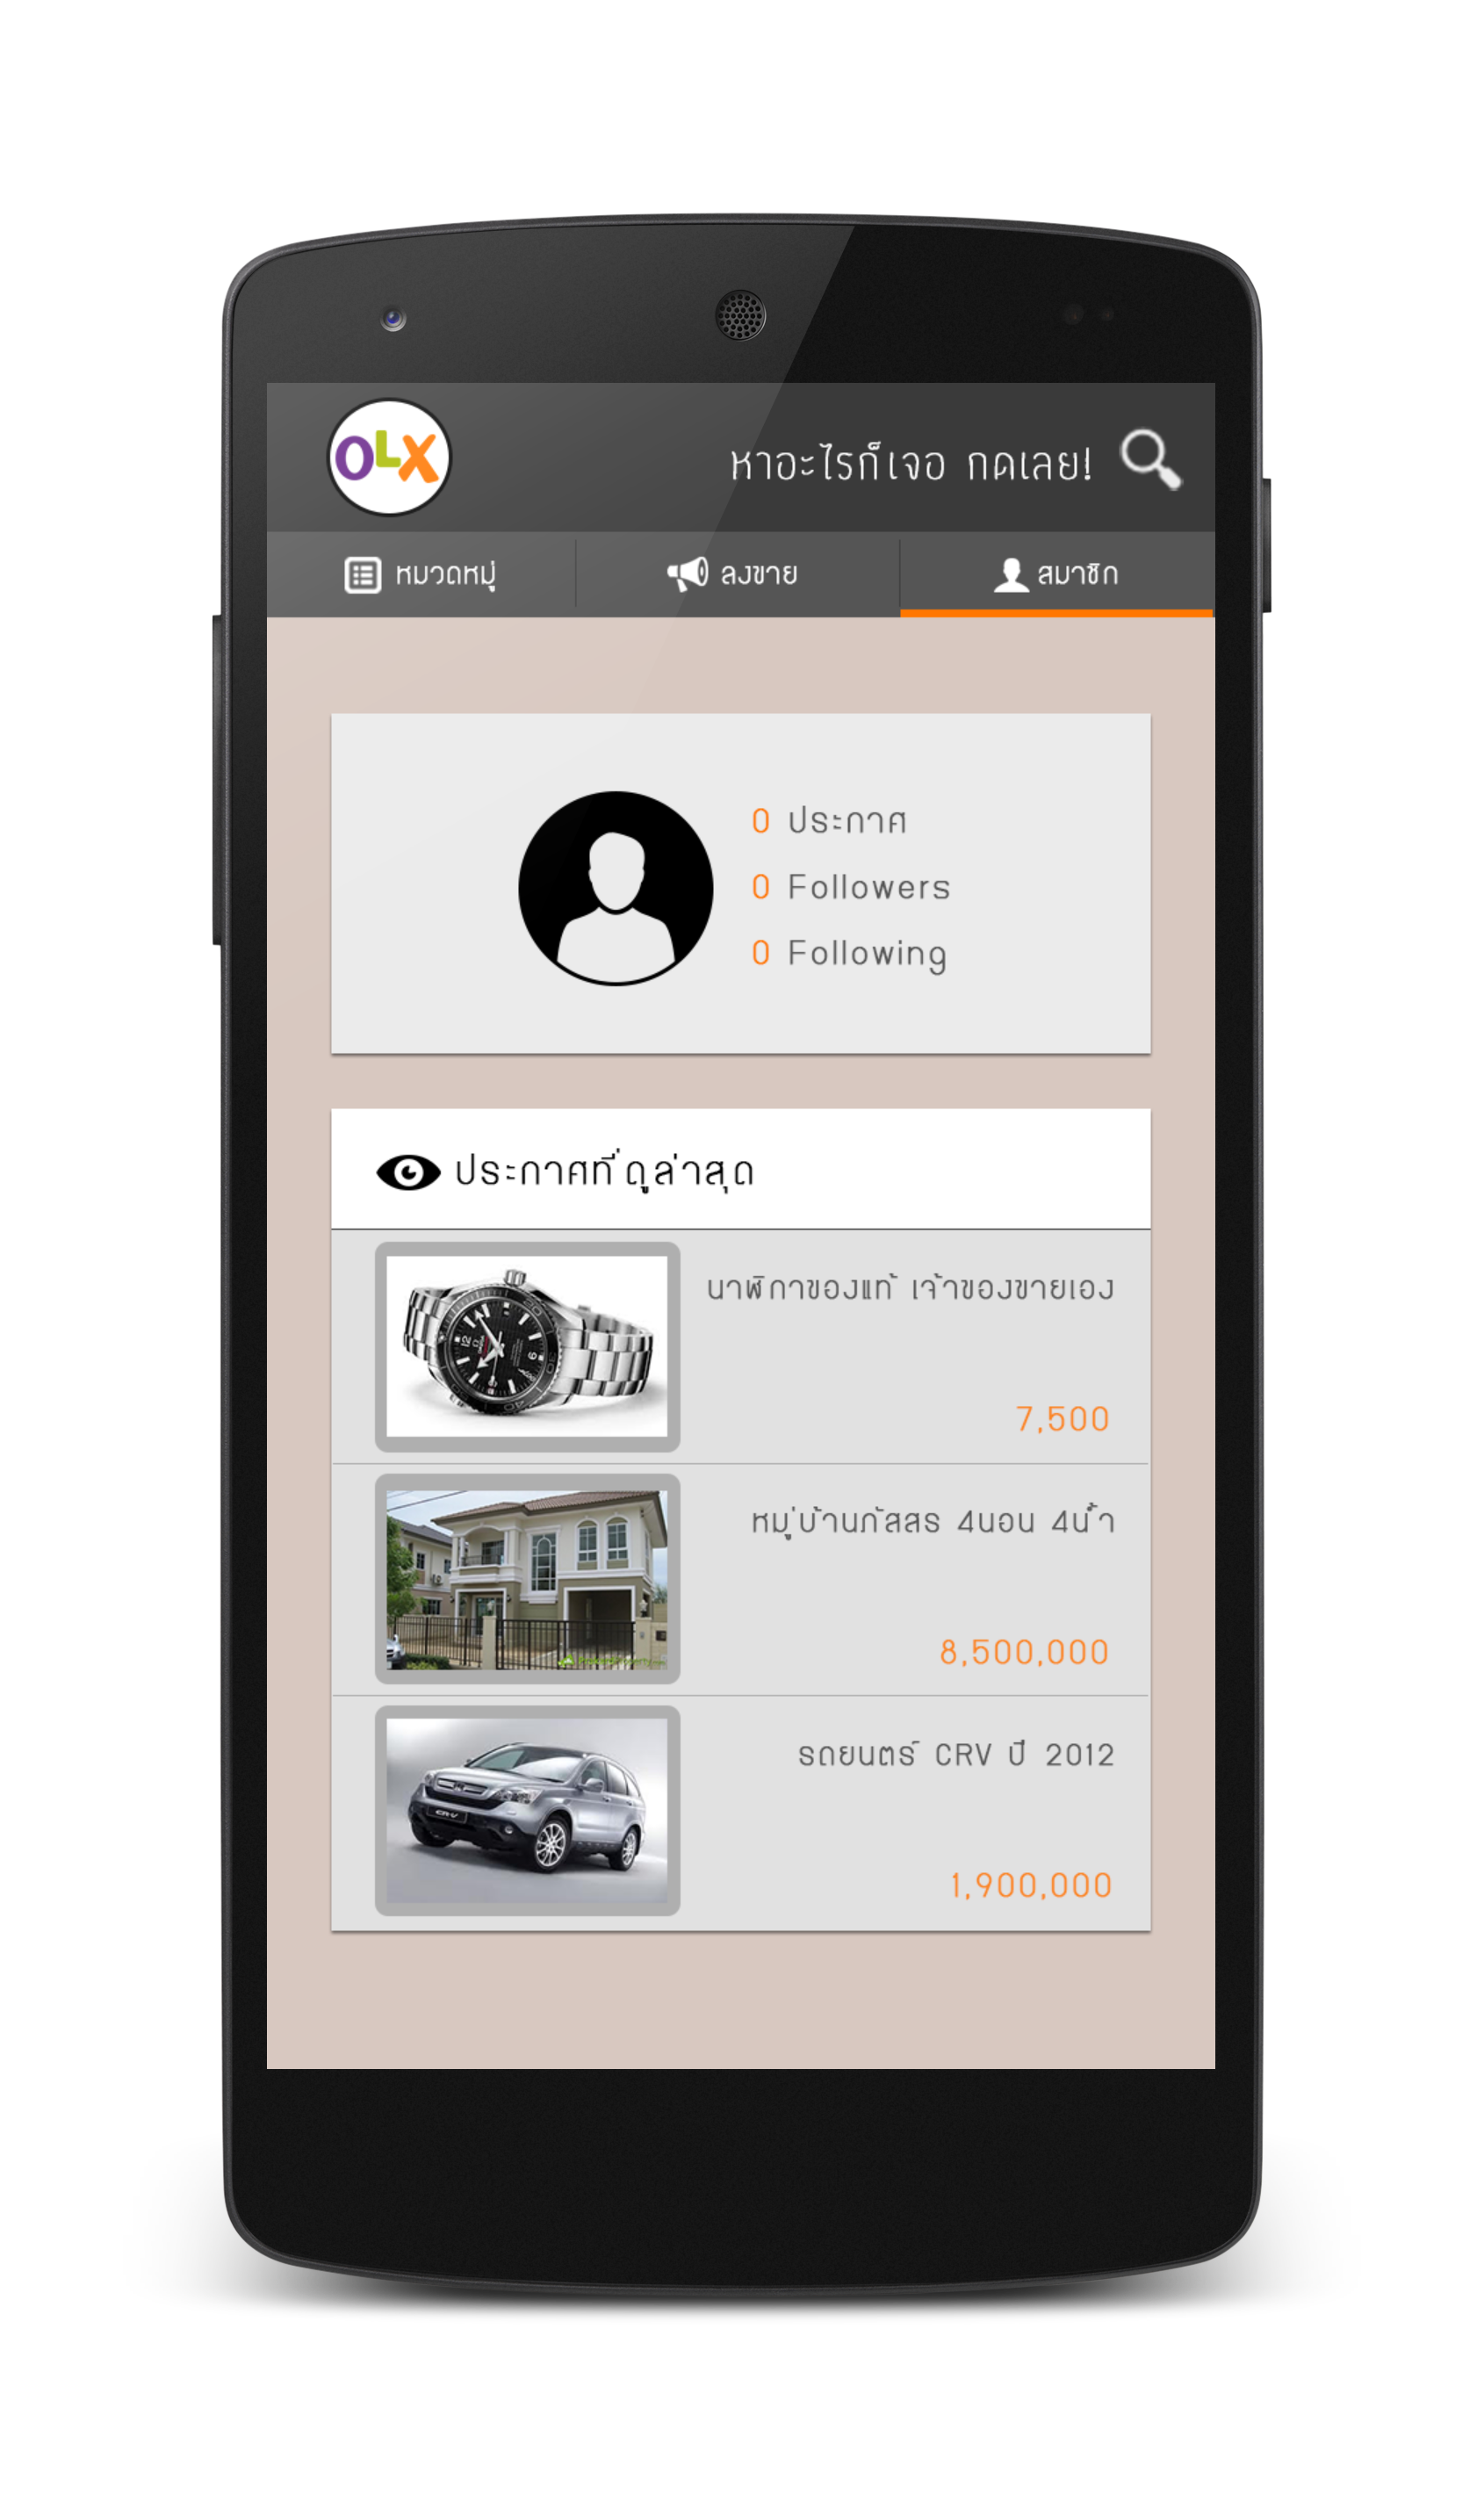 OLX
หาอะไรก็เจอ กดเลย!
หมวดหมู่
ลงขาย
สมาชิก
0 ประกาศ
0 Followers
0 Following
ประกาศที่ดูล่าสุด
นาฬิกาของแท้ เจ้าของขายเอง
12
6
7,500
หมู่บ้านภัสสร 4นอน 4น้ำ
8,500,000
รถยนตร์ CRV ปี 2012
CR-V
1,900,000